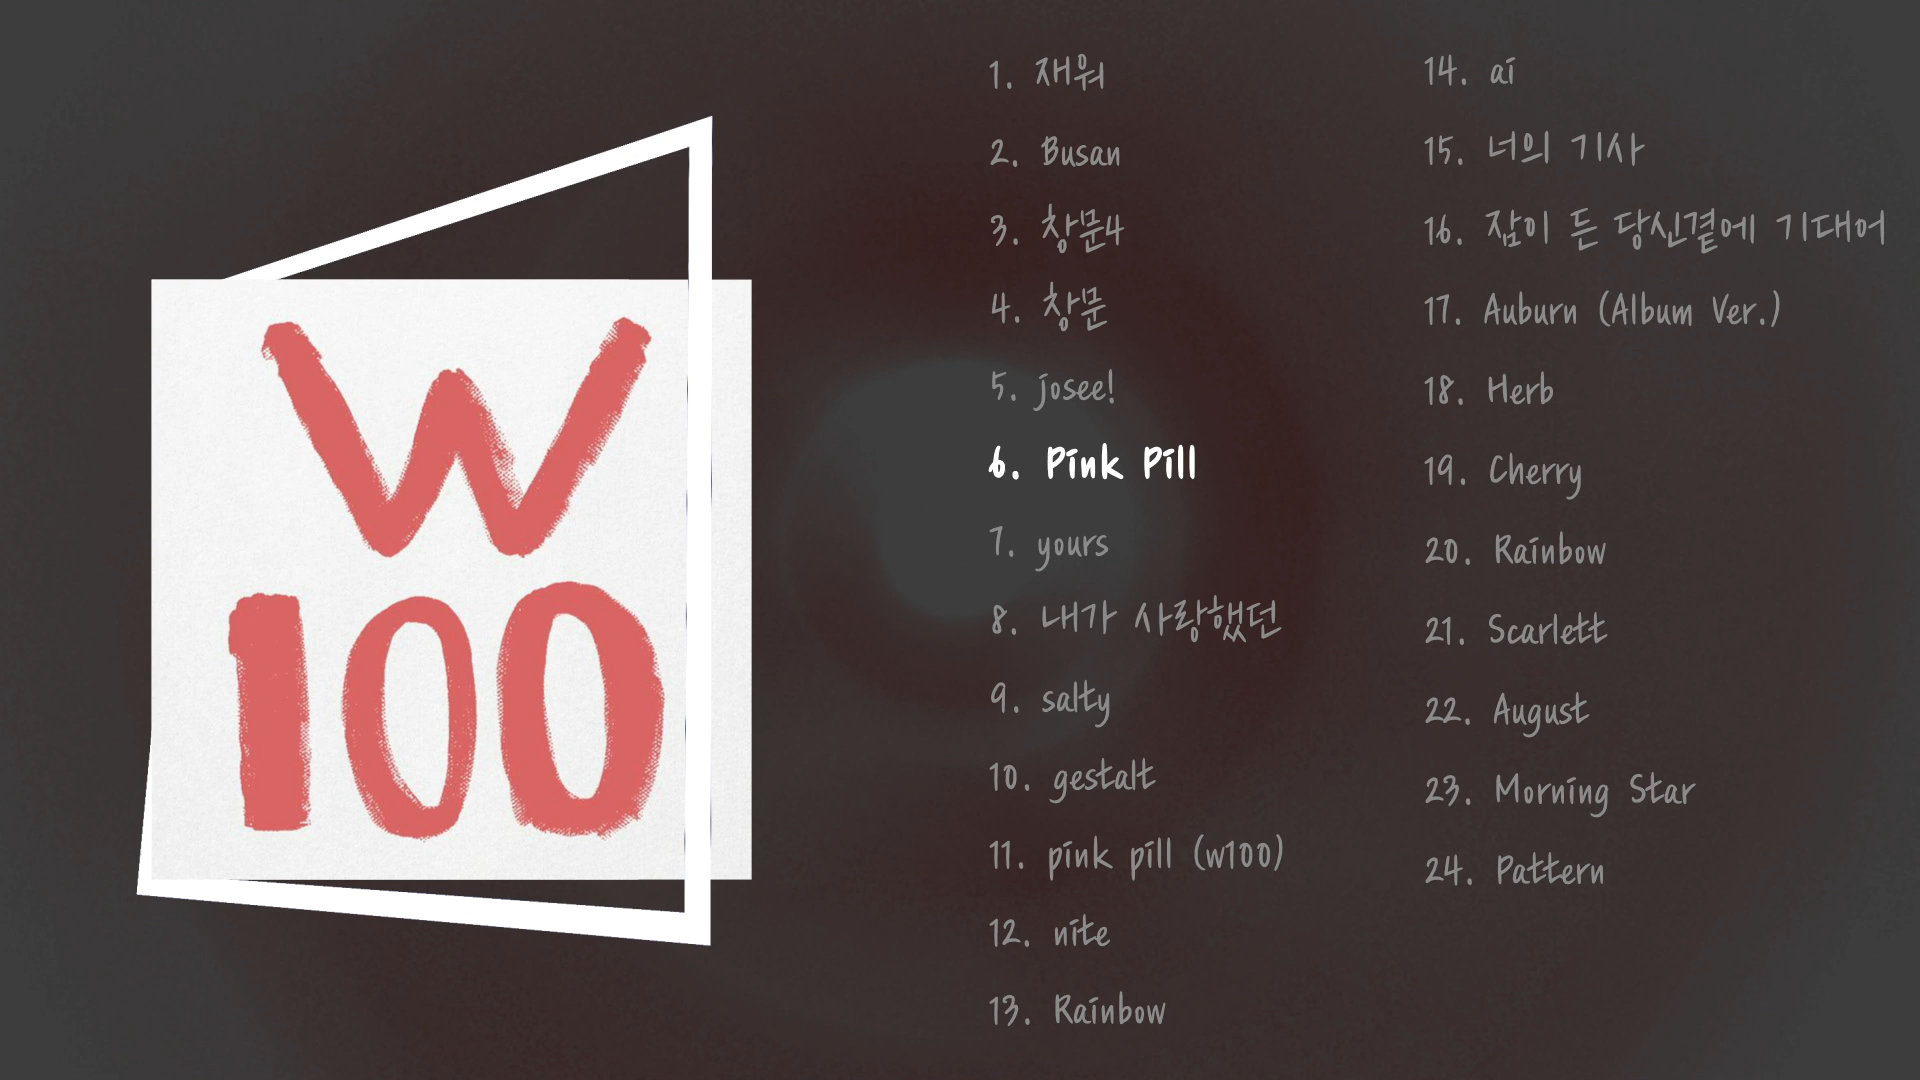 W
100
1. 재워
2. Busan
3. 창문4
4. 창문
5. josee!
6. Pink Pill
7. yours
8. 내가 사랑했던
9. salty
10. gestalt
11. pink pill (w100)
12. nite
13. Rainbow
14. ai
15. 너의 기사
16. 잠이 든 당신곁에 기대어
17. Auburn (Album Ver.)
18. Herb
19. Cherry
20. Rainbow
21. Scarlett
22. August
23. Morning Star
24. Pattern